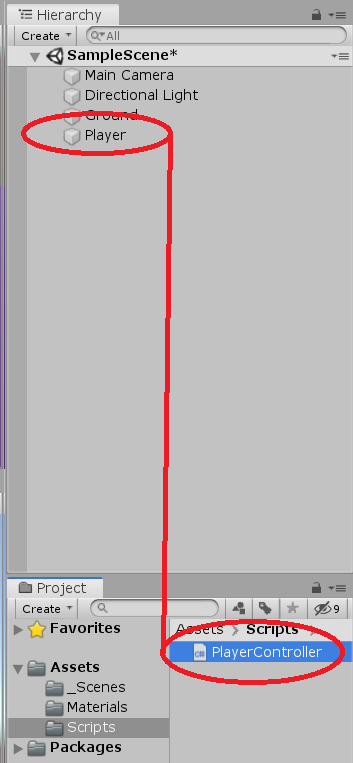 Hierarchy
Create All
SampleScene*
Main Camera
Directional Light
Ground
Player
Project
Create 9
Favorites
Assets > Scripts >
PlayerController
Assets
_Scenes
Materials
Scripts
Packages